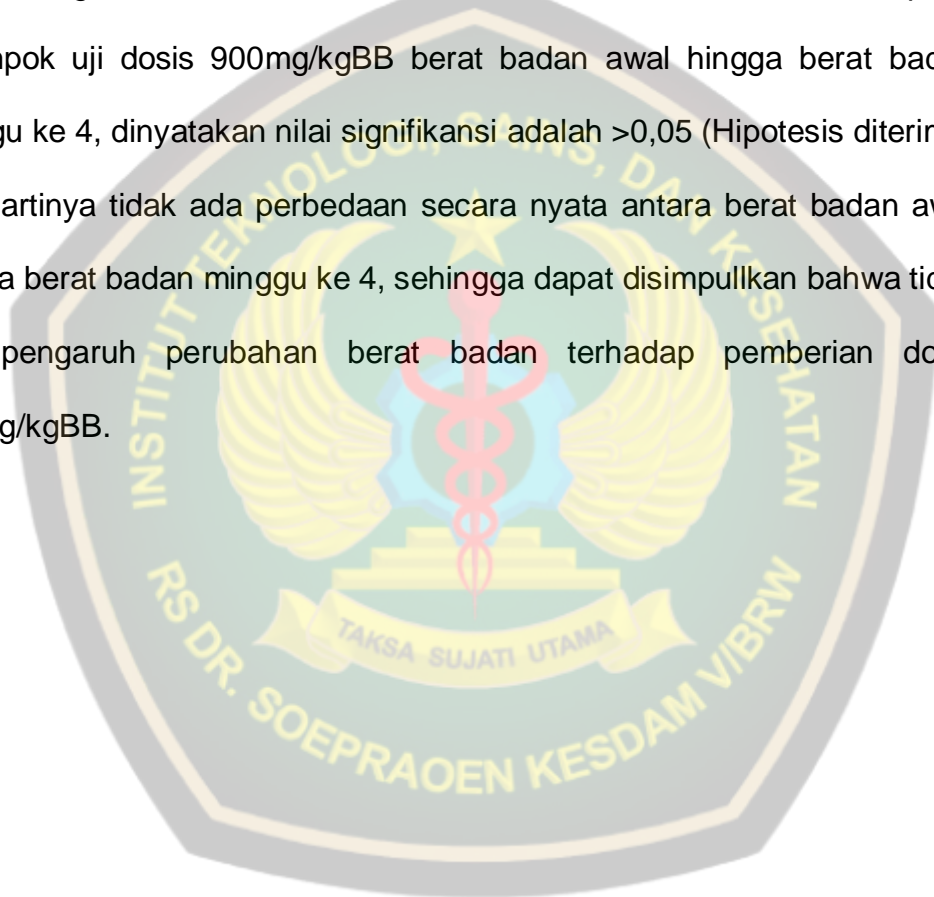 mpok uji dosis 900mg/kgBB berat badan awal hingga berat bad
gu ke 4, dinyatakan nilai signifikansi adalah >0,05 (Hipotesis diterim
artinya tidak ada perbedaan secara nyata antara berat badan aw
a berat badan minggu ke 4, sehingga dapat disimpullkan bahwa tid
pengaruh perubahan berat badan terhadap pemberian do
g/kgBB.
INSTITUT TEKNOLOGI, SAINS, DAN KESEHATAN
TAKSA SUJATI UTAMA
RS DR. SOEPRAOEN KESDAM V/BRW